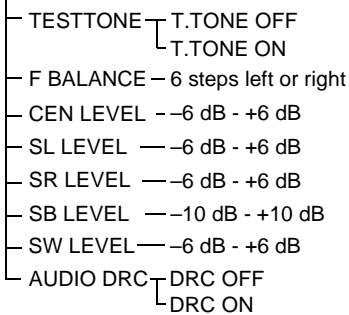 TESTTONE T.TONE OFF
T.TONE ON
F BALANCE 6 steps left or right
CEN LEVEL –6 dB - +6 dB
SL LEVEL –6 dB - +6 dB
SR LEVEL –6 dB - +6 dB
SB LEVEL –10 dB - +10 dB
SW LEVEL –6 dB - +6 dB
AUDIO DRC DRC OFF
DRC ON